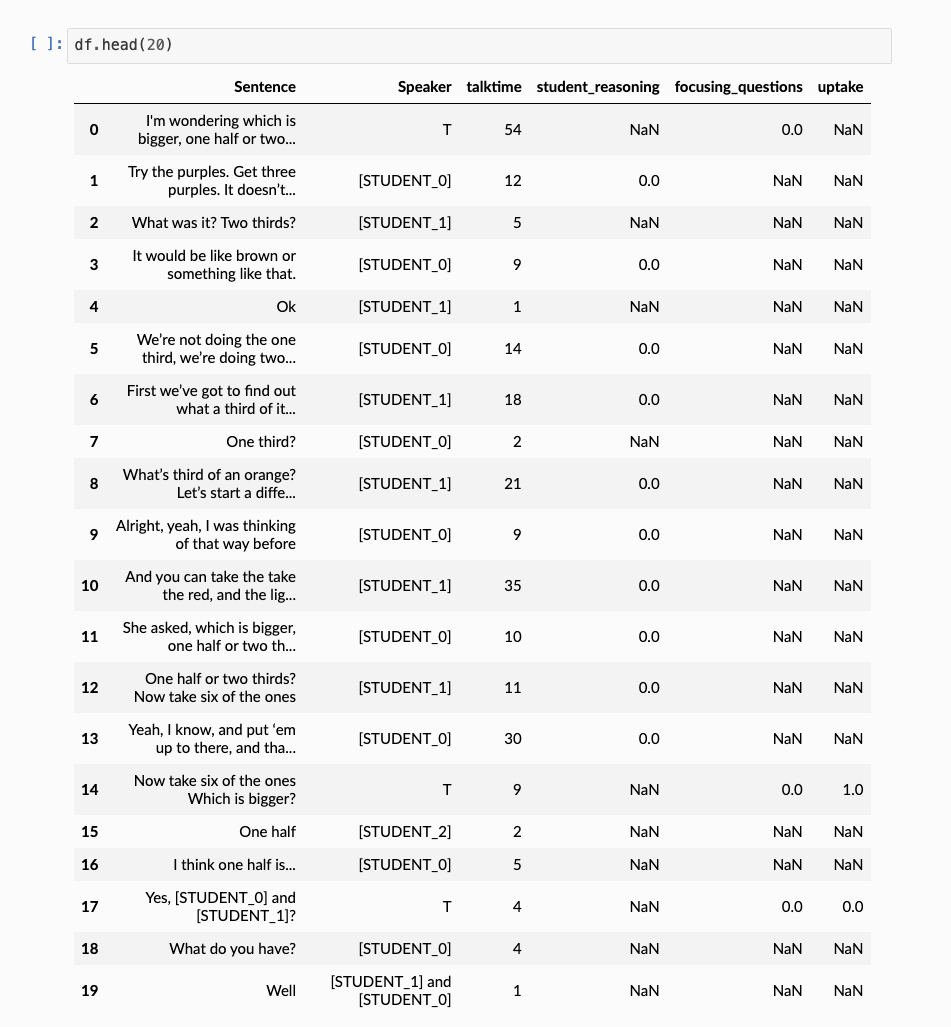 [ ]: df.head(20)
Sentence Speaker talktime student_reasoning focusing_questions uptake
0 I'm wondering which is bigger, one half or two... T 54 NaN 0.0 NaN
1 Try the purples. Get three purples. It doesn’t... [STUDENT_0] 12 0.0 NaN NaN
2 What was it? Two thirds? [STUDENT_1] 5 NaN NaN NaN
3 It would be like brown or something like that. [STUDENT_0] 9 0.0 NaN NaN
4 Ok [STUDENT_1] 1 NaN NaN NaN
5 We’re not doing the one third, we’re doing two... [STUDENT_0] 14 0.0 NaN NaN
6 First we’ve got to find out what a third of it... [STUDENT_1] 18 0.0 NaN NaN
7 One third? [STUDENT_0] 2 NaN NaN NaN
8 What’s third of an orange? Let’s start a diffe... [STUDENT_1] 21 0.0 NaN NaN
9 Alright, yeah, I was thinking of that way before [STUDENT_0] 9 0.0 NaN NaN
10 And you can take the take the red, and the lig... [STUDENT_1] 35 0.0 NaN NaN
11 She asked, which is bigger, one half or two th... [STUDENT_0] 10 0.0 NaN NaN
12 One half or two thirds? Now take six of the ones [STUDENT_1] 11 0.0 NaN NaN
13 Yeah, I know, and put ‘em up to there, and tha... [STUDENT_0] 30 0.0 NaN NaN
14 Now take six of the ones Which is bigger? T 9 NaN 0.0 1.0
15 One half [STUDENT_2] 2 NaN NaN NaN
16 I think one half is... [STUDENT_0] 5 NaN NaN NaN
17 Yes, [STUDENT_0] and [STUDENT_1]? T 4 NaN 0.0 0.0
18 What do you have? [STUDENT_0] 4 NaN NaN NaN
19 Well [STUDENT_1] and [STUDENT_0] 1 NaN NaN NaN